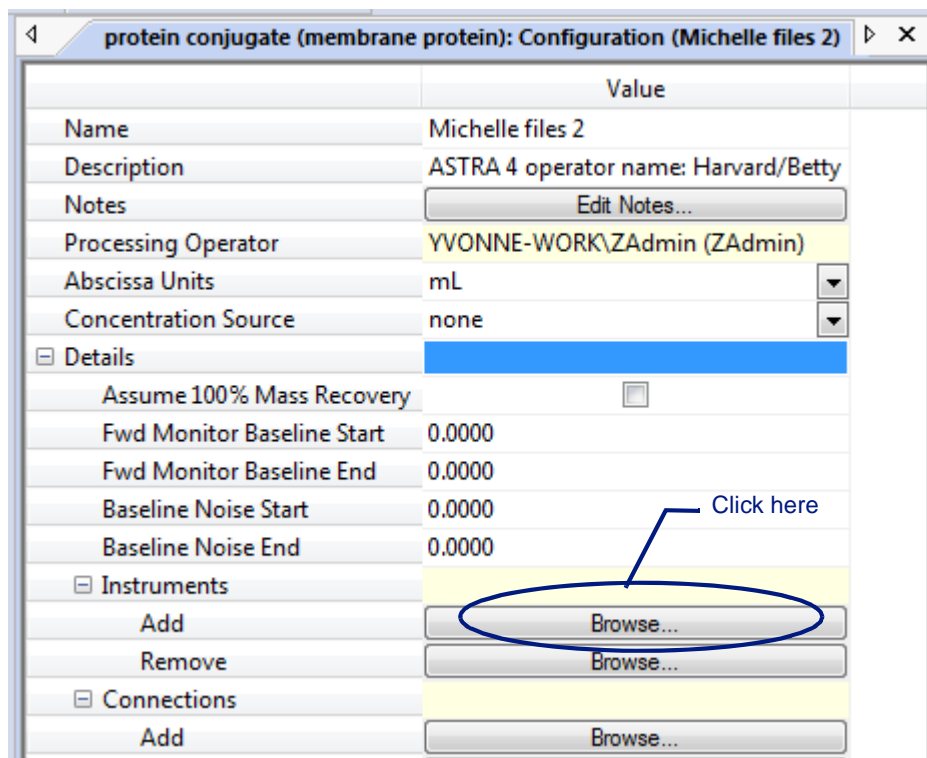 protein conjugate (membrane protein): Configuration (Michelle files 2)
Value
Name Michelle files 2
Description ASTRA 4 operator name: Harvard/Betty
Notes Edit Notes...
Processing Operator YVONNE-WORK\ZAdmin (ZAdmin)
Abscissa Units mL
Concentration Source none
Details
Assume 100% Mass Recovery
Fwd Monitor Baseline Start 0.0000
Fwd Monitor Baseline End 0.0000
Baseline Noise Start 0.0000 Click here
Baseline Noise End 0.0000
Instruments
Add Browse...
Remove Browse...
Connections
Add Browse...